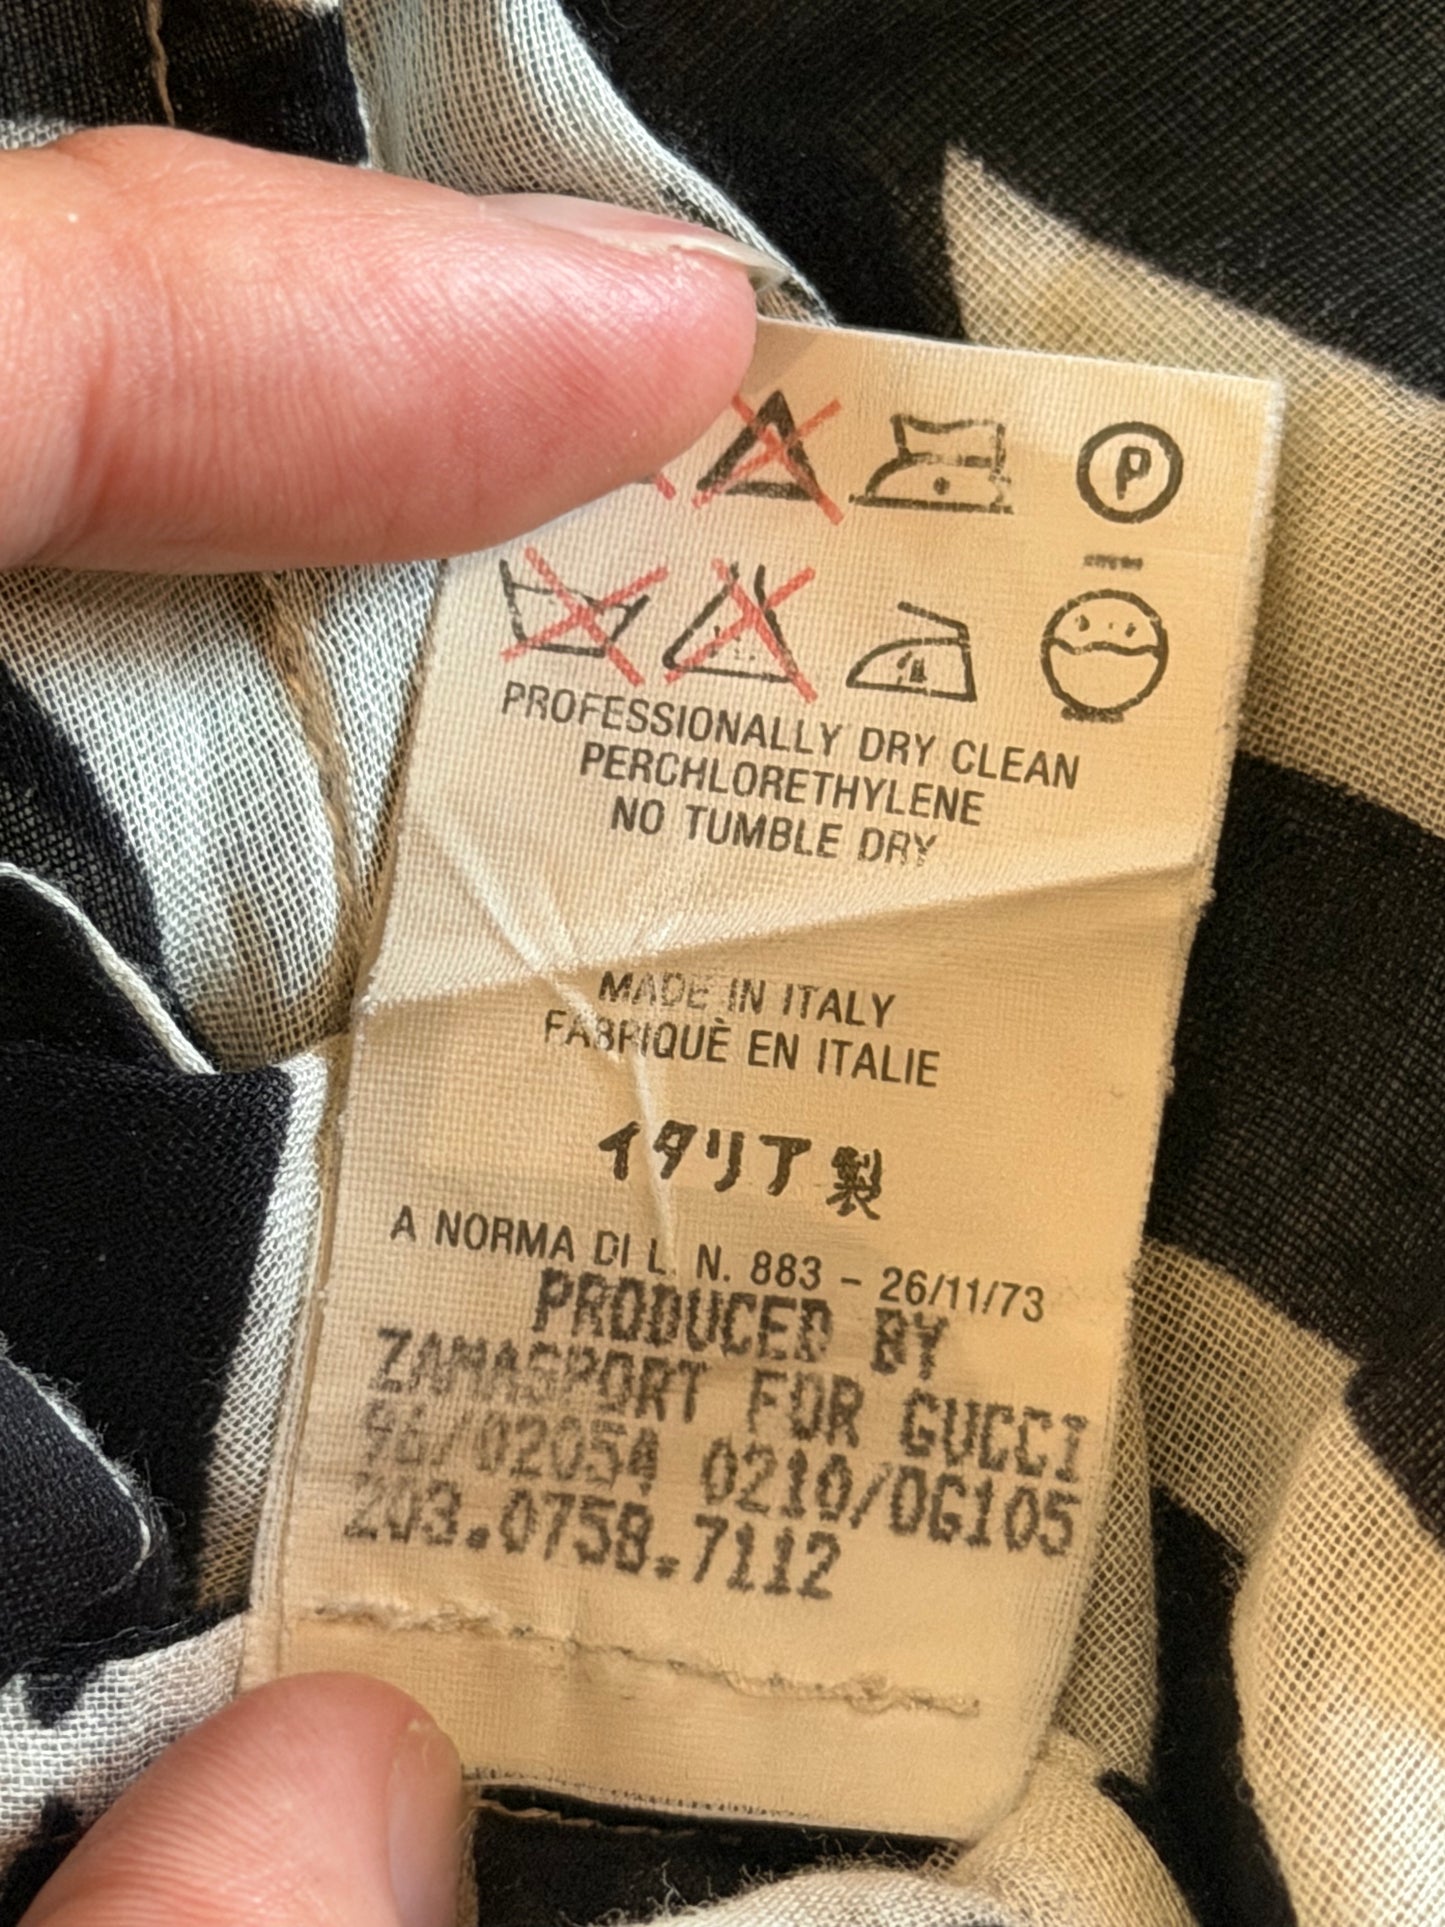 P
PROFESSIONALLY DRY CLEAN
PERCHLORETHYLENE
NO TUMBLE DRY
MADE IN ITALY
FABRIQUÈ EN ITALIE
イタリア製
A NORMA DI L. N. 883 - 26/11/73
PRODUCED BY
ZAMASPORT FOR GUCCI
96/02054 0210/0G105
203.0758.7112